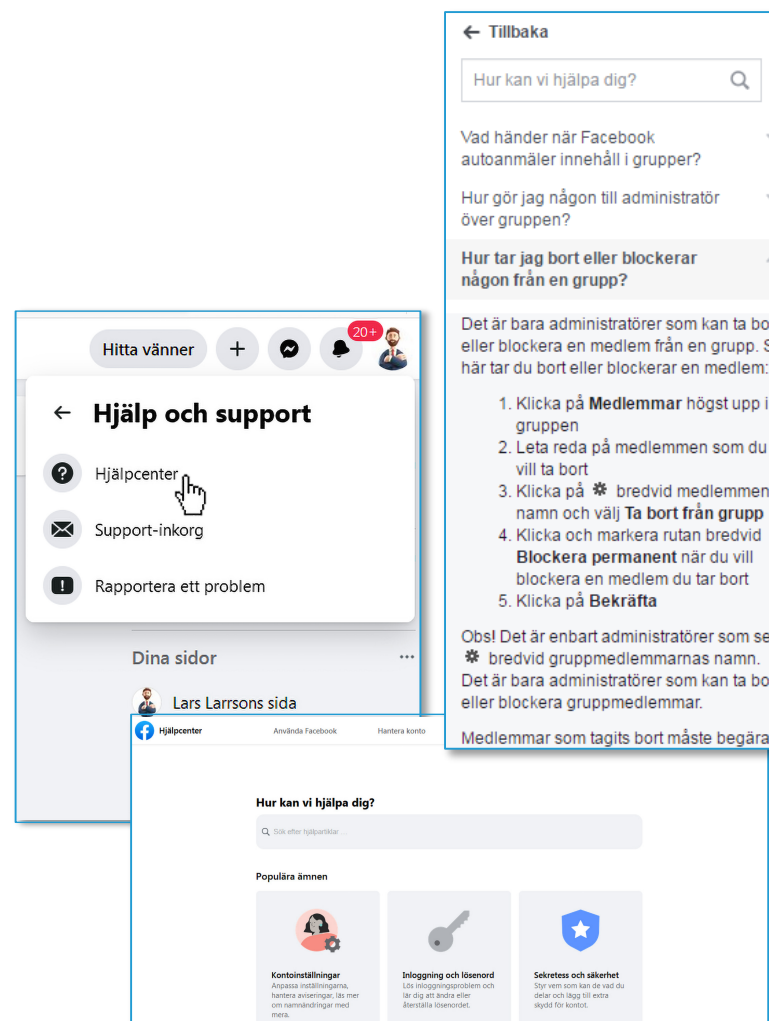 ← Tillbaka
Hur kan vi hjälpa dig?
Vad händer när Facebook
autoanmäler innehåll i grupper?
Hur gör jag någon till administratör
över gruppen?
Hur tar jag bort eller blockerar
någon från en grupp?
Det är bara administratörer som kan ta bo
eller blockera en medlem från en grupp. S
här tar du bort eller blockerar en medlem:
1. Klicka på Medlemmar högst upp i
gruppen
2. Leta reda på medlemmen som du
vill ta bort
3. Klicka på bredvid medlemmen
namn och välj Ta bort från grupp
4. Klicka och markera rutan bredvid
Blockera permanent när du vill
blockera en medlem du tar bort
5. Klicka på Bekräfta
Obs! Det är enbart administratörer som se
bredvid gruppmedlemmarnas namn.
Det är bara administratörer som kan ta bo
eller blockera gruppmedlemmar.
Medlemmar som tagits bort måste begära
Hitta vänner
20+
← Hjälp och support
Hjälpcenter
Support-inkorg
Rapportera ett problem
Dina sidor
Lars Larrsons sida
Hjälpcenter Använda Facebook Hantera konto
Hur kan vi hjälpa dig?
Sök efter hjälpartiklar ...
Populära ämnen
Kontoinställningar
Anpassa inställningarna,
hantera aviseringar, läs mer
om namnändringar med
mera.
Inloggning och lösenord
Lös inloggningsproblem och
lär dig att ändra eller
återställa lösenordet.
Sekretess och säkerhet
Styr vem som kan de vad du
delar och lägg till extra
skydd för kontot.